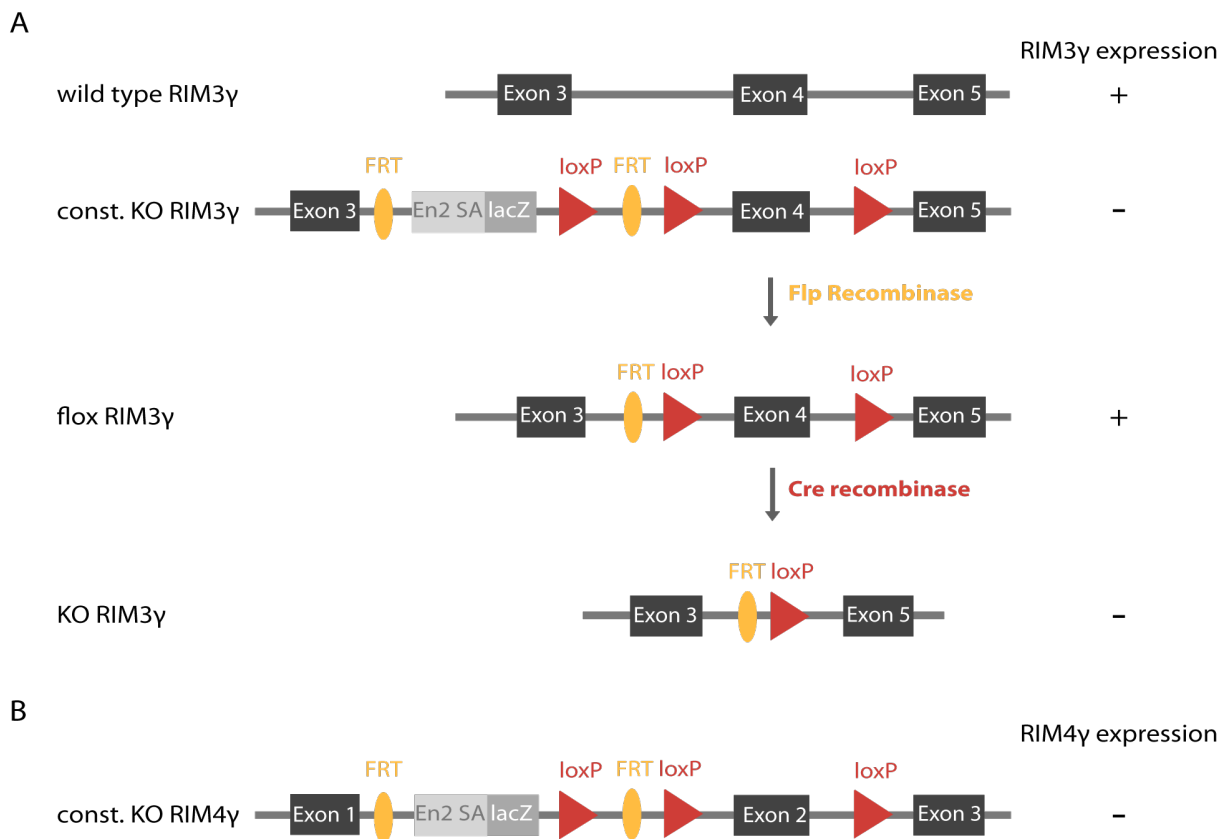 A
RIM3γ expression
wild type RIM3γ
Exon 3
Exon 4
Exon 5
+
FRT
loxP
FRT
loxP
loxP
const. KO RIM3γ
Exon 3
En2 SA
lacZ
Exon 4
Exon 5
–
Flp Recombinase
FRT
loxP
loxP
flox RIM3γ
Exon 3
Exon 4
Exon 5
+
Cre recombinase
FRT
loxP
KO RIM3γ
Exon 3
Exon 5
–
B
RIM4γ expression
FRT
loxP
FRT
loxP
loxP
const. KO RIM4γ
Exon 1
En2 SA
lacZ
Exon 2
Exon 3
–